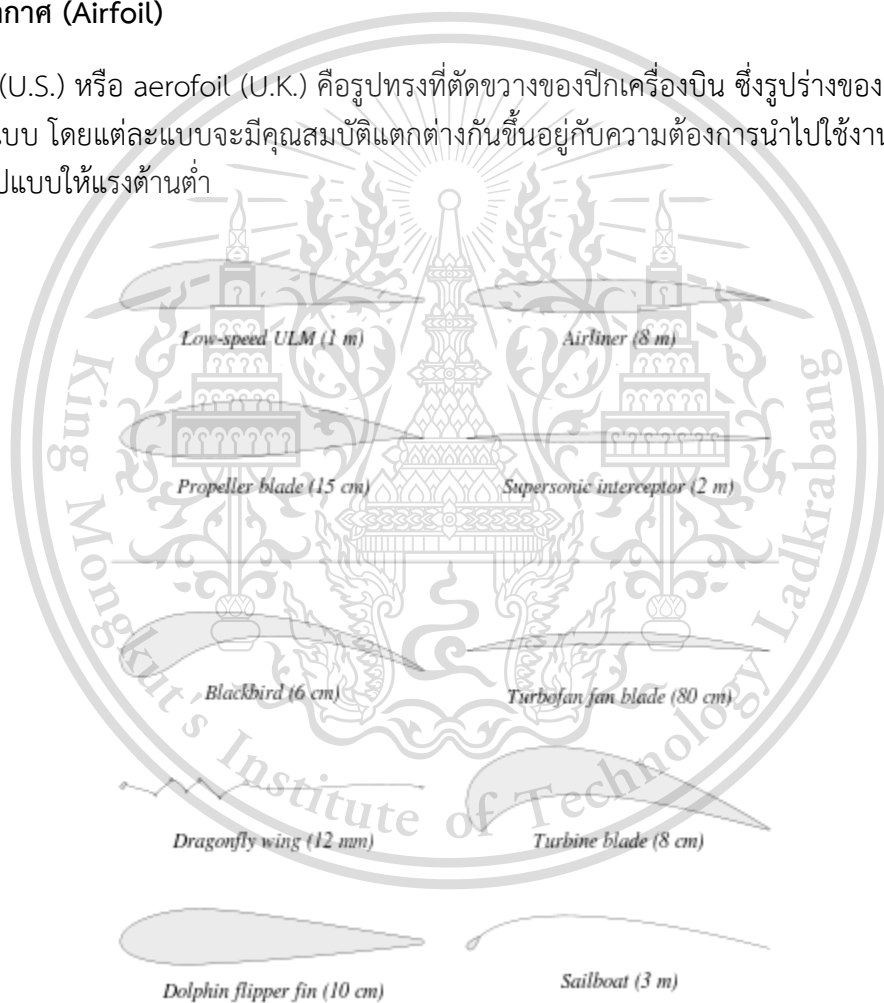 กาศ (Airfoil)
(U.S.) หรือ aerofoil (U.K.) คือรูปทรงที่ตัดขวางของปีกเครื่องบิน ซึ่งรูปร่างของ
แบบ โดยแต่ละแบบจะมีคุณสมบัติแตกต่างกันขึ้นอยู่กับความต้องการนำไปใช้งาน
ปแบบให้แรงต้านต่ำ
Low-speed ULM (1 m)
Airliner (8 m)
Propeller blade (15 cm)
Supersonic interceptor (2 m)
Blackbird (6 cm)
Turbofan fan blade (80 cm)
Dragonfly wing (12 mm)
Turbine blade (8 cm)
Dolphin flipper fin (10 cm)
Sailboat (3 m)
King Mongkut's Institute of Technology Ladkrabang